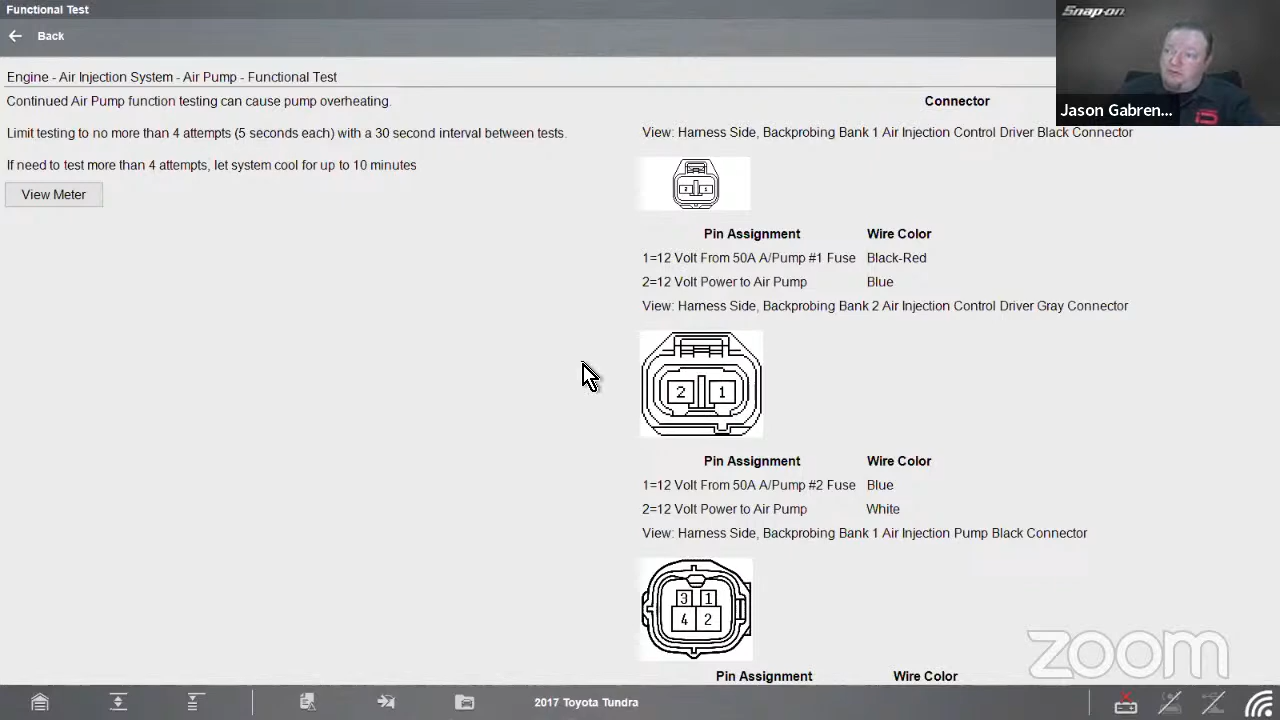 Functional Test
Back
Snap-on
Jason Gabren...
Engine - Air Injection System - Air Pump - Functional Test
Continued Air Pump function testing can cause pump overheating.
Limit testing to no more than 4 attempts (5 seconds each) with a 30 second interval between tests.
If need to test more than 4 attempts, let system cool for up to 10 minutes
View Meter
Connector
View: Harness Side, Backprobing Bank 1 Air Injection Control Driver Black Connector
2 1
Pin Assignment Wire Color
1=12 Volt From 50A A/Pump #1 Fuse Black-Red
2=12 Volt Power to Air Pump Blue
View: Harness Side, Backprobing Bank 2 Air Injection Control Driver Gray Connector
2 1
Pin Assignment Wire Color
1=12 Volt From 50A A/Pump #2 Fuse Blue
2=12 Volt Power to Air Pump White
View: Harness Side, Backprobing Bank 1 Air Injection Pump Black Connector
3 1
4 2
Pin Assignment Wire Color
zoom
2017 Toyota Tundra